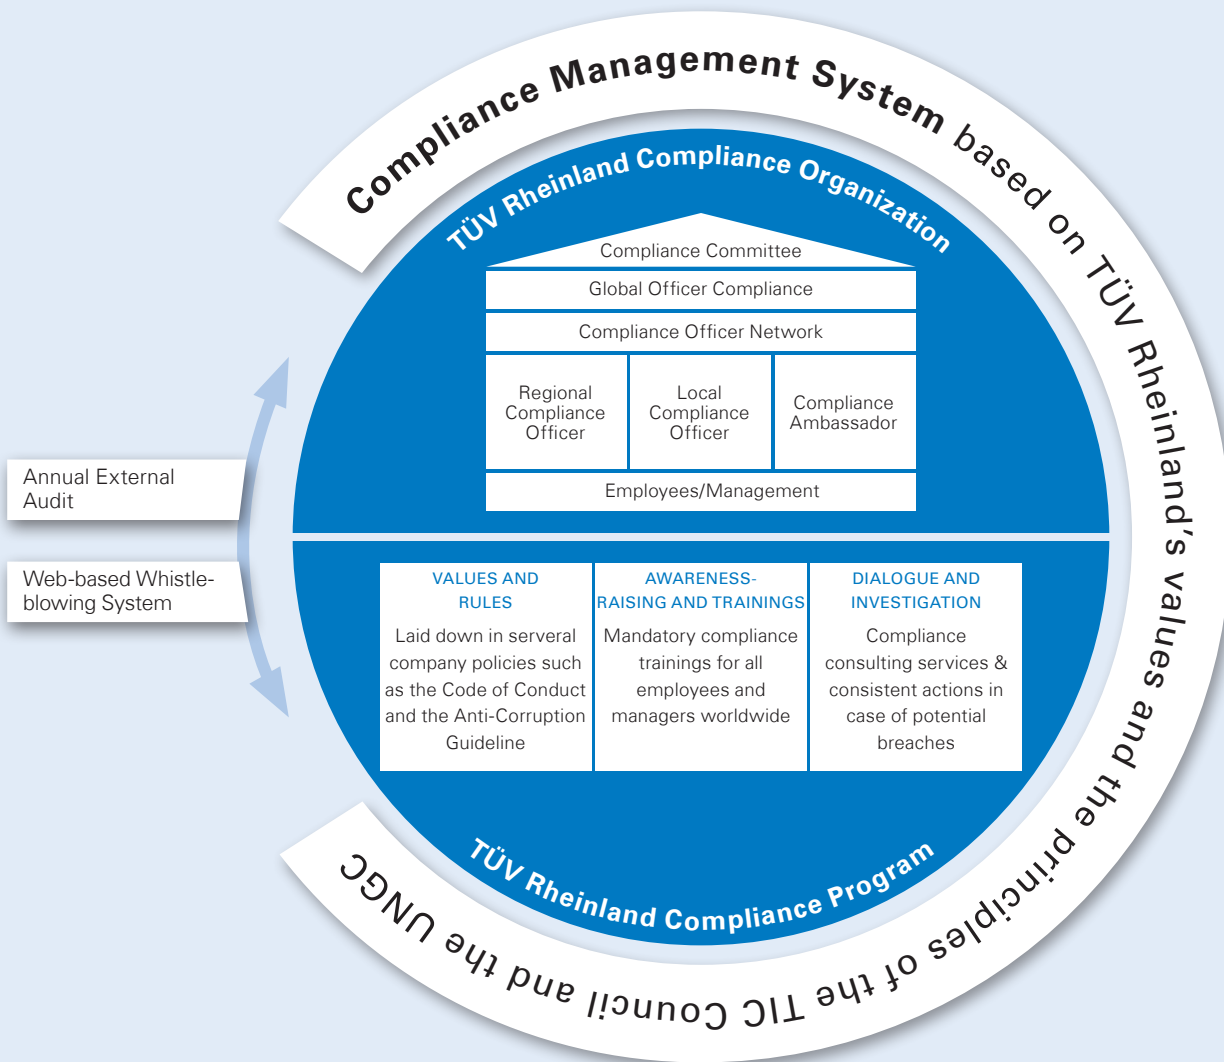 Compliance Management System based on TÜV Rheinland's values and the principles of the TIC Council and the UNGC
TÜV Rheinland Compliance Organization
Compliance Committee
Global Officer Compliance
Compliance Officer Network
Regional
Compliance
Officer
Local
Compliance
Officer
Compliance
Ambassador
Employees/Management
Annual External
Audit
Web-based Whistle-
blowing System
VALUES AND
RULES
Laid down in serveral
company policies such
as the Code of Conduct
and the Anti-Corruption
Guideline
AWARENESS-
RAISING AND TRAININGS
Mandatory compliance
trainings for all
employees and
managers worldwide
DIALOGUE AND
INVESTIGATION
Compliance
consulting services &
consistent actions in
case of potential
breaches
TÜV Rheinland Compliance Program